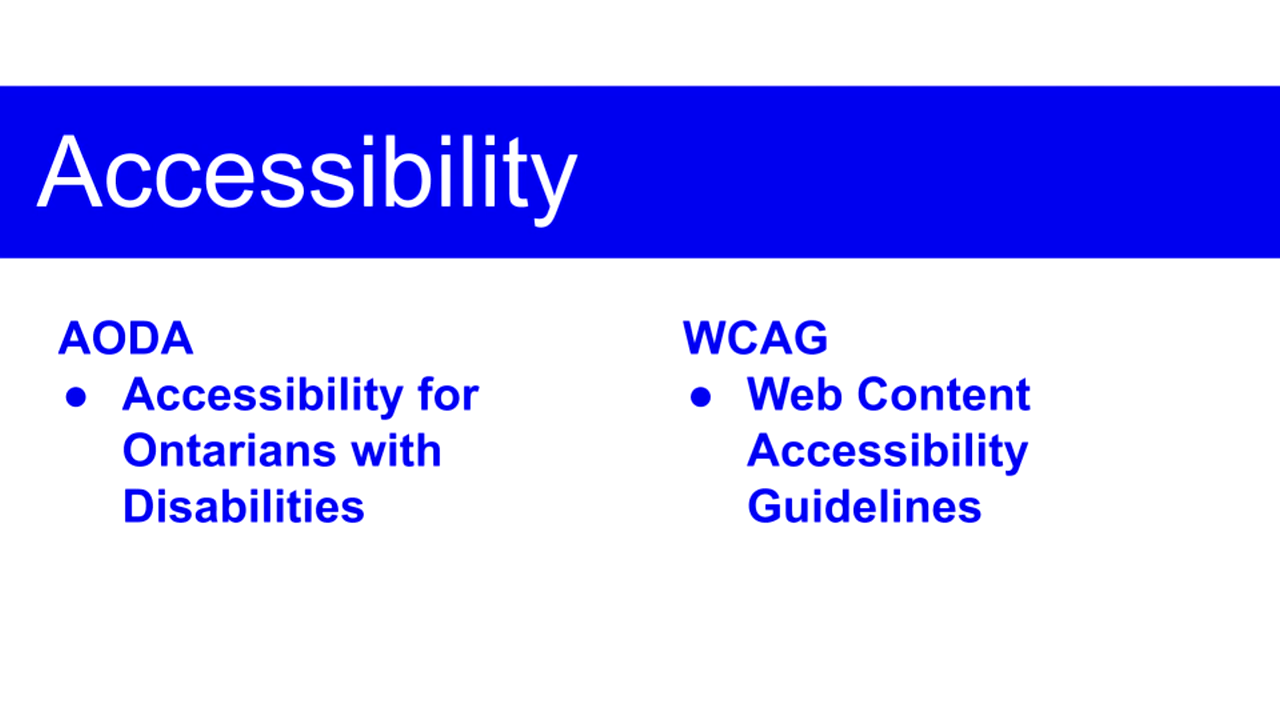 Accessibility
AODA
● Accessibility for
Ontarians with
Disabilities
WCAG
● Web Content
Accessibility
Guidelines